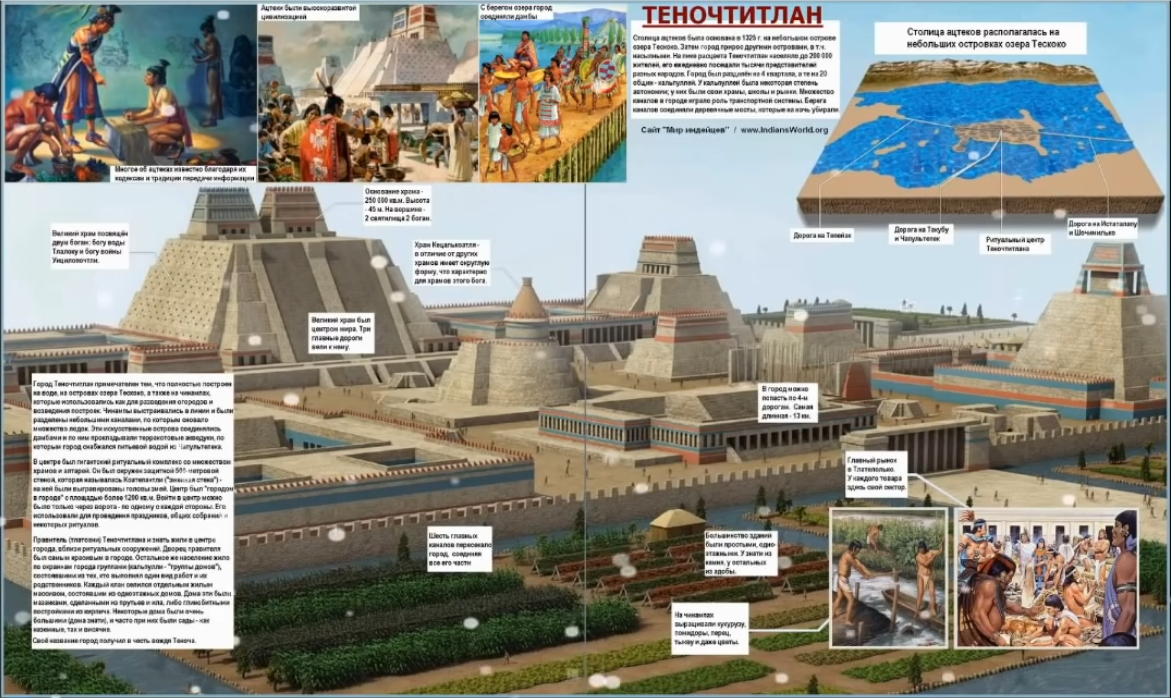 Ацтеки были высокоразвитой
цивилизацией
С берегом озера город
соединяли дамбы
ТЕНОЧТИТЛАН
Столица ацтеков была основана в 1325 г. на небольшом острове
озера Тескоко. Затем город прирос другими островами, в т.ч.
насыпными. На пике расцвета Теночтитлан населяло до 200 000
жителей, его ежедневно посещали тысячи представителей
разных народов. Город был разделён на 4 квартала, а те на 20
общин - кальпуллей. У кальпуллей была некоторая степень
автономии; у них были свои храмы, школы и рынки. Множество
каналов в городе играло роль транспортной системы. Берега
каналов соединяли деревянные мосты, которые на ночь убирали.
Сайт "Мир индейцев" / www.IndiansWorld.org
Столица ацтеков располагалась на
небольших островках озера Тескоко
Многое об ацтеках известно благодаря их
кодексам и традиции передачи информации
Дорога на Тепейак
Дорога на Такубу
и Чапультепек
Ритуальный центр
Теночтитлана
Дорога на Истапалапу
и Шочимилько
Основание храма -
250 000 кв.м. Высота
- 45 м. На вершине -
2 святилища 2 богам.
Великий храм посвящён
двум богам: богу воды
Тлалоку и богу войны
Уицилопочтли.
Храм Кецалькоатля -
в отличие от других
храмов имеет округлую
форму, что характерно
для храмов этого бога.
Великий храм был
центром мира. Три
главные дороги
вели к нему.
Город Теночтитлан примечателен тем, что полностью построен
на воде, на островах озера Тескоко, а также на чинампах,
которые использовались как для разведения огородов и
возведения построек. Чинампы выстраивались в линии и были
разделены небольшими каналами, по которым сновало
множество лодок. Эти искусственные острова соединялись
дамбами и по ним прокладывали терракотовые акведуки, по
которым город снабжался питьевой водой из Чапультепека.
В центре был гигантский ритуальный комплекс со множеством
храмов и алтарей. Он был окружен защитной метровой
стеной, которая называлась Коатепантли ("змеиная стена") -
на ней были выгравированы головы змей. Центр был "городом
в городе" с площадью более 1200 кв.м. Войти в центр можно
было только через ворота - по одному с каждой стороны. Его
использовали для проведения праздников, общих собраний и
некоторых ритуалов.
Правитель (тлатоани) Теночтитлана и знать жили в центре
города, вблизи ритуальных сооружений. Дворец правителя
был самым красивым в городе. Остальное же население жило
по окраинам города группами (кальпулли - "группы домов"),
состоявшими из тех, кто выполнял один вид работ и их
родственников. Каждый клан селился отдельным жилым
массивом, состоявшим из одноэтажных домов. Дома эти были
мазанками, сделанными из прутьев и ила, либо глинобитными
постройками из кирпича. Некоторые дома были очень
большими (дома знати), и часто при них были сады - как
наземные, так и висячие.
Своё название город получил в честь вождя Теноча.
В город можно
попасть по 4-м
дорогам. Самая
длинная - 13 км.
Главный рынок
в Тлателолько.
У каждого товара
здесь свой сектор.
Шесть главных
каналов пересекало
город, соединяя
все его части
Большинство зданий
были простыми, одно-
этажными. У знати из
камня, у остальных
из адобы.
На чинампах
выращивали кукурузу,
помидоры, перец,
тыкву и даже цветы.